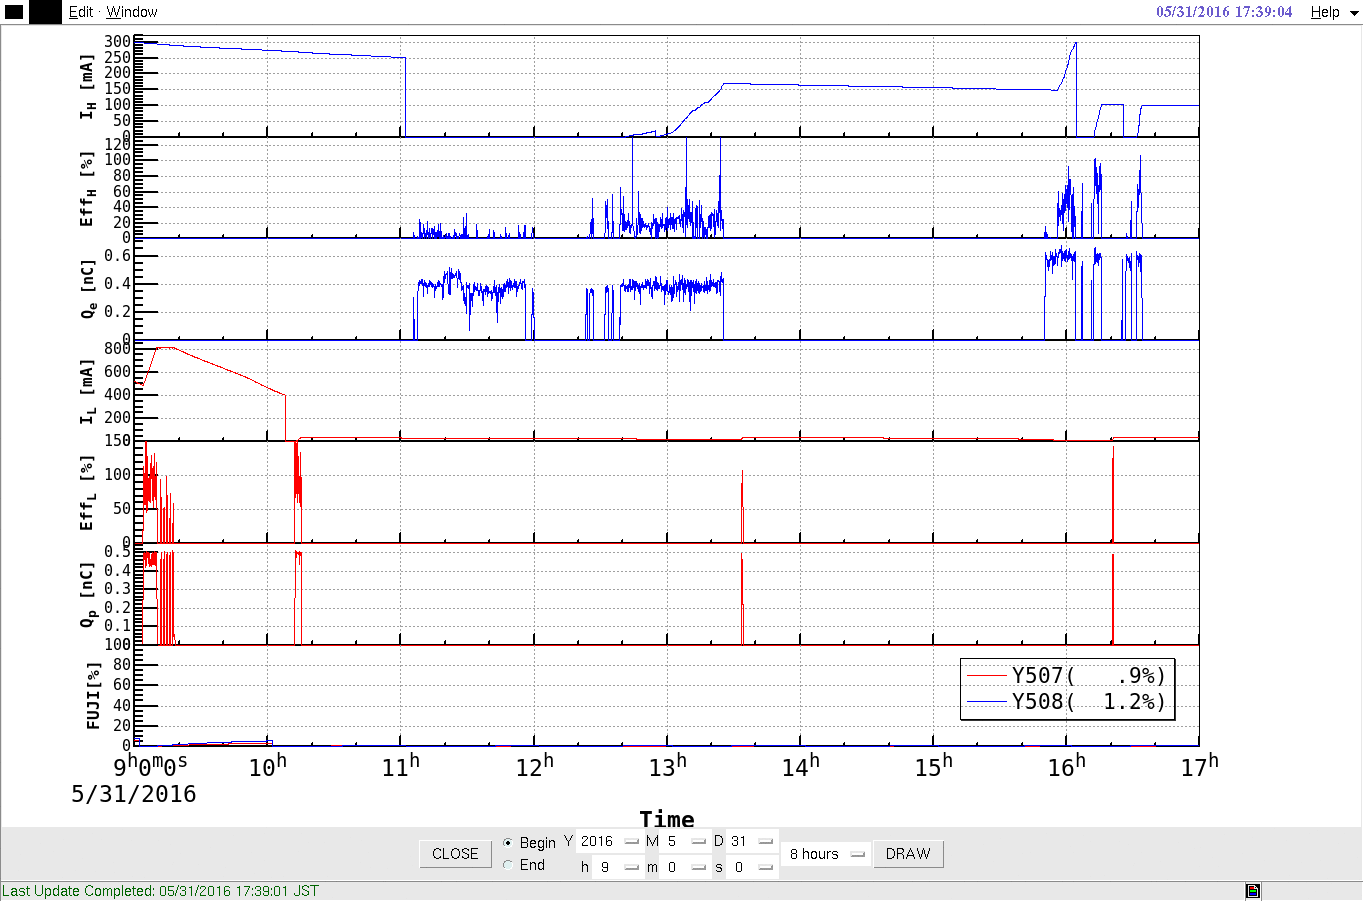 Edit Window 05/31/2016 17:39:04 Help
300
250
200
150
100
50
0
I_H [mA]
120
100
80
60
40
20
0
Eff_H [%]
0.6
0.4
0.2
0
Q_e [nC]
800
600
400
200
I_L [mA]
150
100
50
0
Eff_L [%]
0.5
0.4
0.3
0.2
0.1
Q_p [nC]
100
80
60
40
20
0
FUJI[%]
Y507( .9%)
Y508( 1.2%)
9h0m0s 10h 11h 12h 13h 14h 15h 16h 17h
5/31/2016
Time
CLOSE Begin Y 2016 M 5 D 31 8 hours DRAW
End h 9 m 0 s 0
Last Update Completed: 05/31/2016 17:39:01 JST